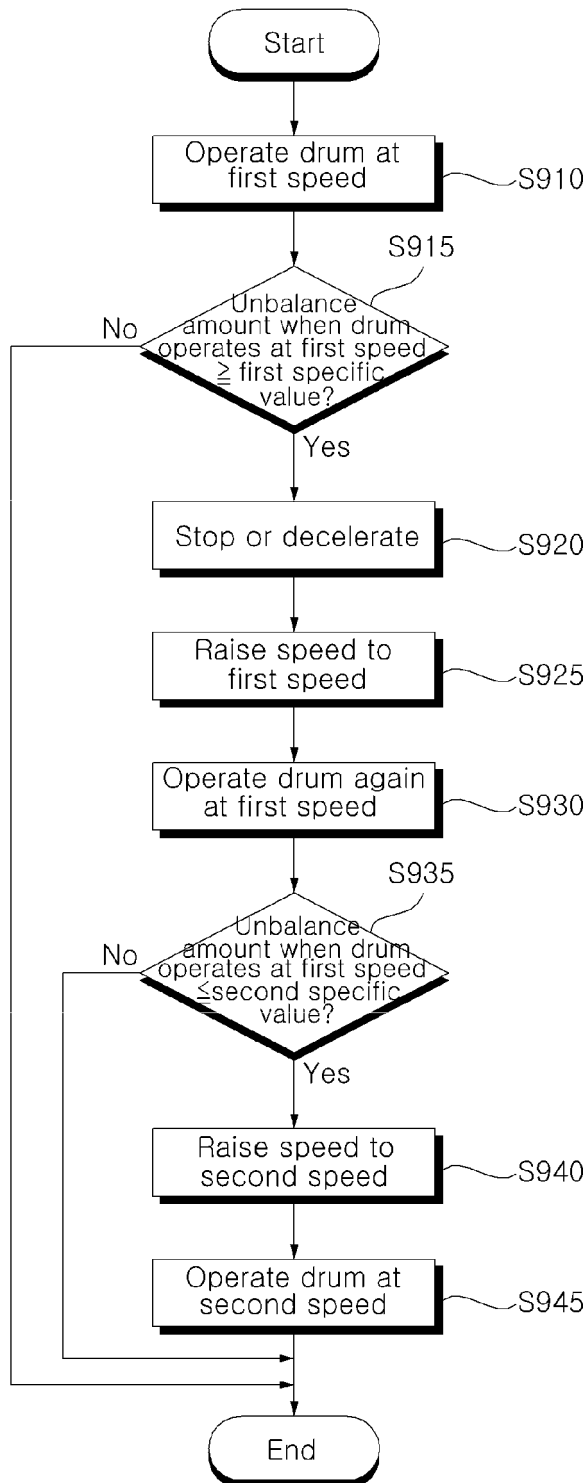 Start
Operate drum at
first speed
S910
S915
Unbalance
amount when drum
operates at first speed
≧ first specific
value?
No
Yes
Stop or decelerate
S920
Raise speed to
first speed
S925
Operate drum again
at first speed
S930
S935
Unbalance
amount when drum
operates at first speed
≦second specific
value?
No
Yes
Raise speed to
second speed
S940
Operate drum at
second speed
S945
End